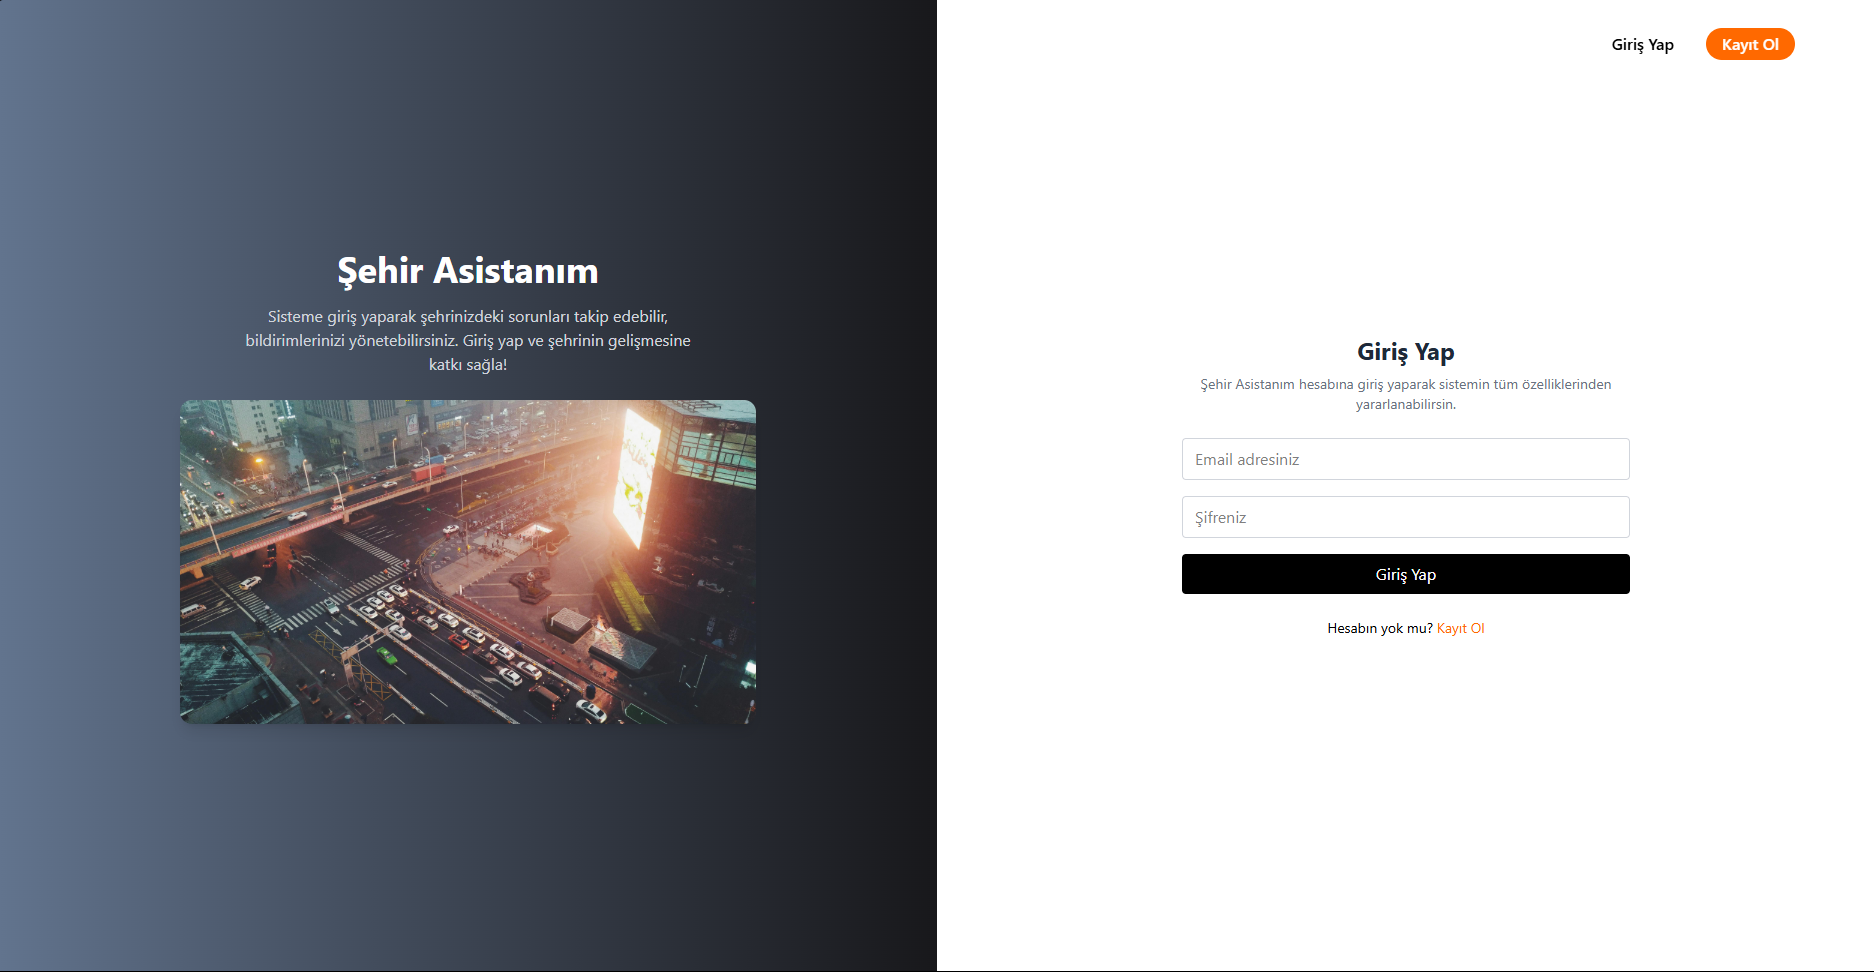 Giriş Yap
Kayıt Ol
Şehir Asistanım
Sisteme giriş yaparak şehrinizdeki sorunları takip edebilir,
bildirimlerinizi yönetebilirsiniz. Giriş yap ve şehrinin gelişmesine
katkı sağla!
Giriş Yap
Şehir Asistanım hesabına giriş yaparak sistemin tüm özelliklerinden
yararlanabilirsin.
Email adresiniz
Şifreniz
Giriş Yap
Hesabın yok mu? Kayıt Ol